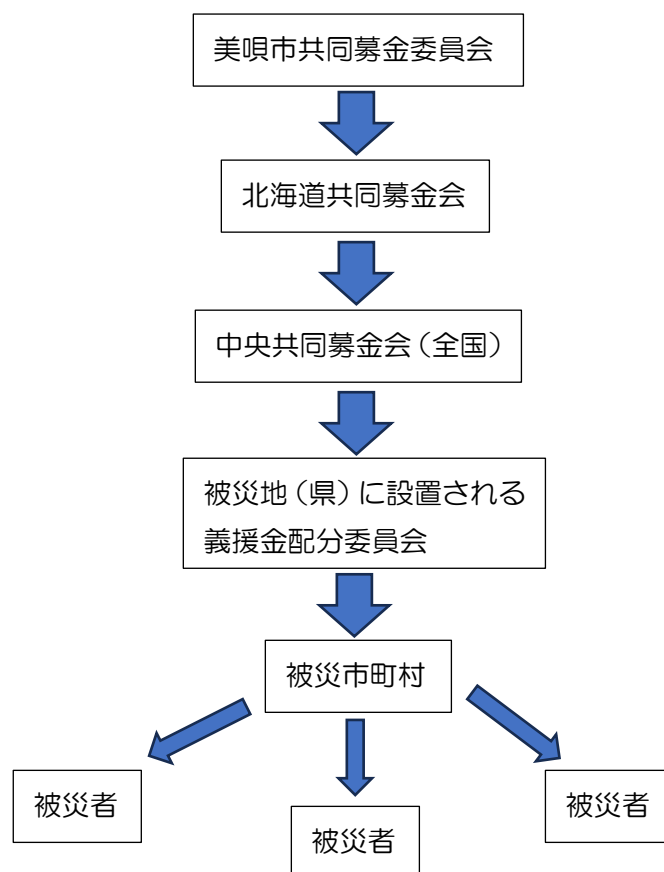 美唄市共同募金委員会
北海道共同募金会
中央共同募金会（全国）
被災地（県）に設置される
義援金配分委員会
被災市町村
被災者
被災者
被災者